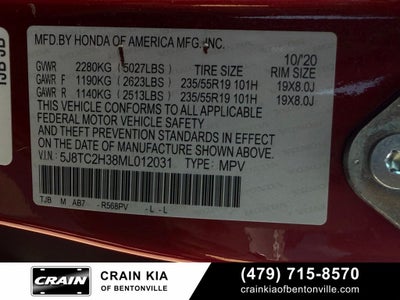 TJB JB
MFD.BY HONDA OF AMERICA MFG.,INC.
10/'20
GVWR 2280KG (5027LBS) TIRE SIZE RIM SIZE
GAWR F 1190KG (2623LBS) 235/55R19 101H 19X8.0J
GAWR R 1140KG (2513LBS) 235/55R19 101H 19X8.0J
THIS VEHICLE CONFORMS TO ALL APPLICABLE
FEDERAL MOTOR VEHICLE SAFETY AND BUMPER
STANDARDS IN EFFECT ON THE DATE OF
MANUFACTURE SHOWN ABOVE.
V.I.N.: 5J8TC2H38ML012031 TYPE: MPV
TJB M AB7 -R568PV -L -L
CRAIN
CRAIN KIA
OF BENTONVILLE
(479) 715-8570
crainkiaofbentonville.com